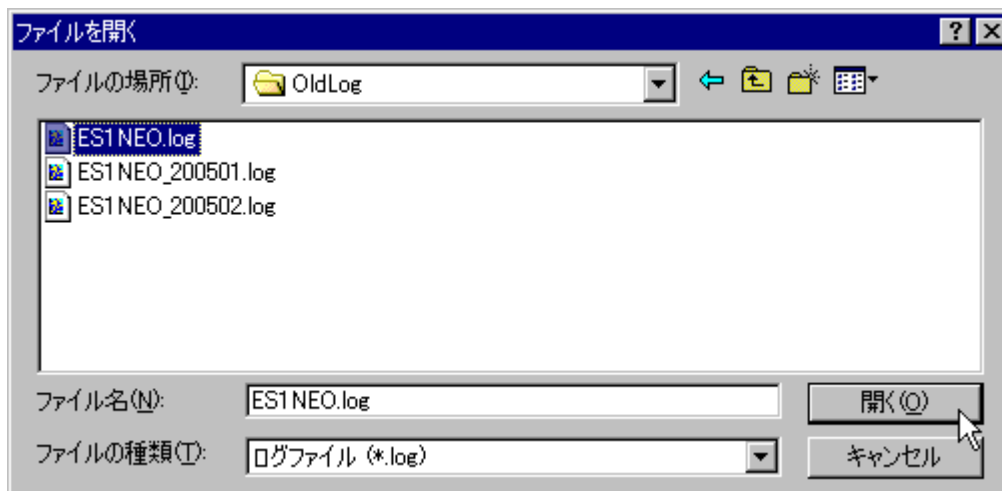 ファイルを開く
ファイルの場所(I): OldLog
ES1NEO.log
ES1NEO_200501.log
ES1NEO_200502.log
ファイル名(N): ES1NEO.log 開く(O)
ファイルの種類(T): ログファイル (*.log) キャンセル